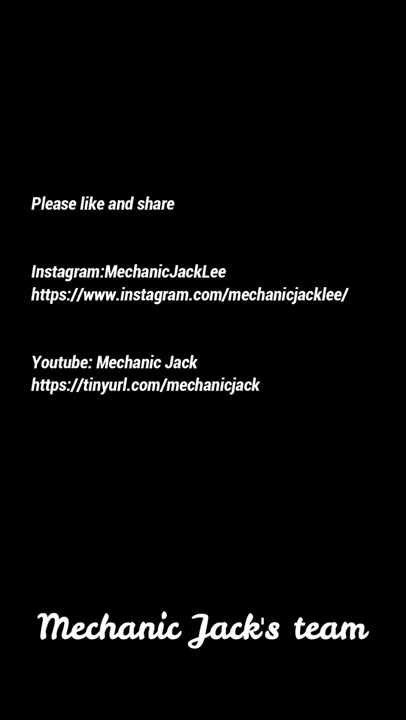 Please like and share
Instagram:MechanicJackLee
https://www.instagram.com/mechanicjacklee/
Youtube: Mechanic Jack
https://tinyurl.com/mechanicjack
Mechanic Jack's team